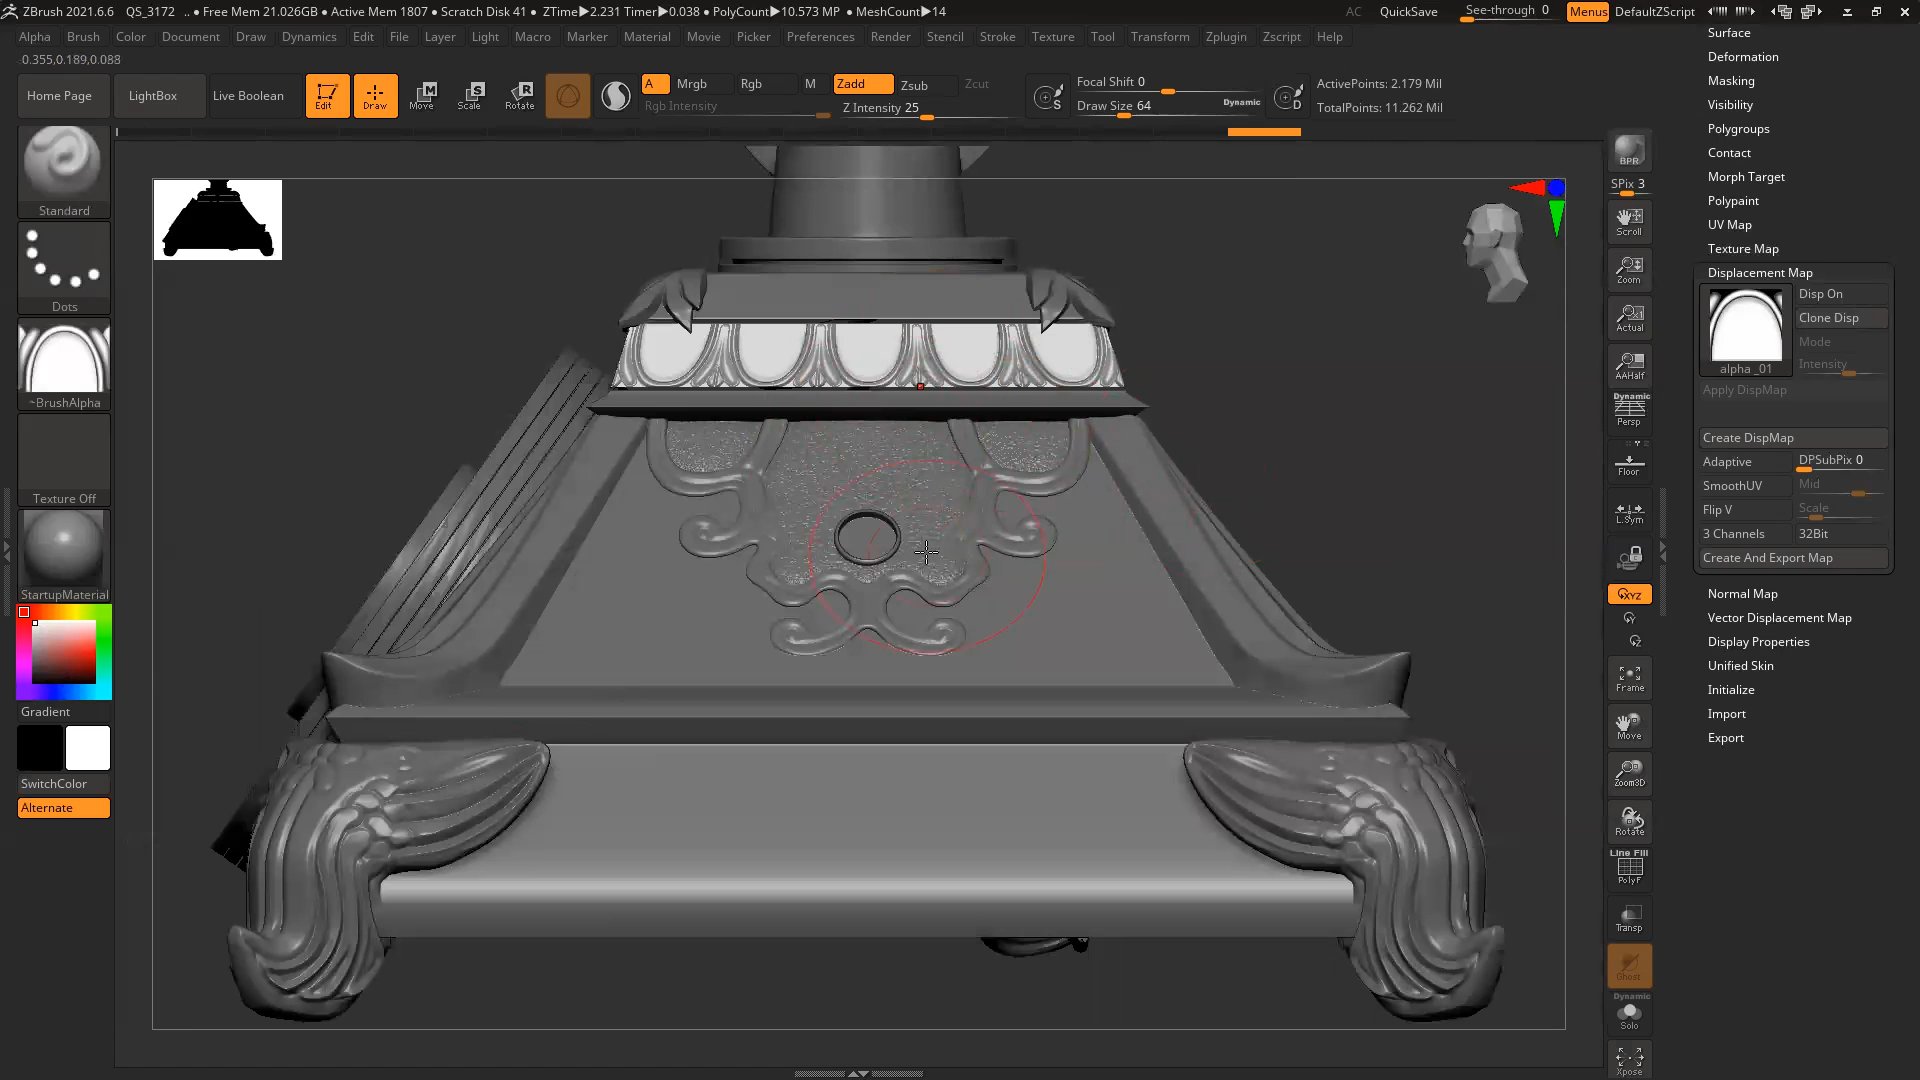 ZBrush 2021.6.6 QS_3172 .. ● Free Mem 21.026GB ● Active Mem 1807 ● Scratch Disk 41 ● ZTime▶2.231 Timer▶0.038 ● PolyCount▶10.573 MP ● MeshCount▶14 AC QuickSave See-through 0 Menus DefaultZScript
Alpha Brush Color Document Draw Dynamics Edit File Layer Light Macro Marker Material Movie Picker Preferences Render Stencil Stroke Texture Tool Transform Zplugin Zscript Help
0.355,0.189,0.088
Home Page LightBox Live Boolean Edit Draw Move Scale Rotate
A Mrgb Rgb M Zadd Zsub Zcut
Rgb Intensity Z Intensity 25
Focal Shift 0
Draw Size 64 Dynamic
S D
ActivePoints: 2.179 Mil
TotalPoints: 11.262 Mil
Standard
Dots
~BrushAlpha
Texture Off
StartupMaterial
Gradient
SwitchColor
Alternate
BPR
SPix 3
Scroll
Zoom
Actual
AAHalf
Dynamic
Persp
Floor
L.Sym
XYZ
Frame
Move
Zoom3D
Rotate
Line Fill
PolyF
Transp
Ghost
Dynamic
Solo
Xpose
Surface
Deformation
Masking
Visibility
Polygroups
Contact
Morph Target
Polypaint
UV Map
Texture Map
Displacement Map
Disp On
Clone Disp
Mode
Intensity
alpha _01
Apply DispMap
Create DispMap
Adaptive DPSubPix 0
SmoothUV Mid
Flip V Scale
3 Channels 32Bit
Create And Export Map
Normal Map
Vector Displacement Map
Display Properties
Unified Skin
Initialize
Import
Export